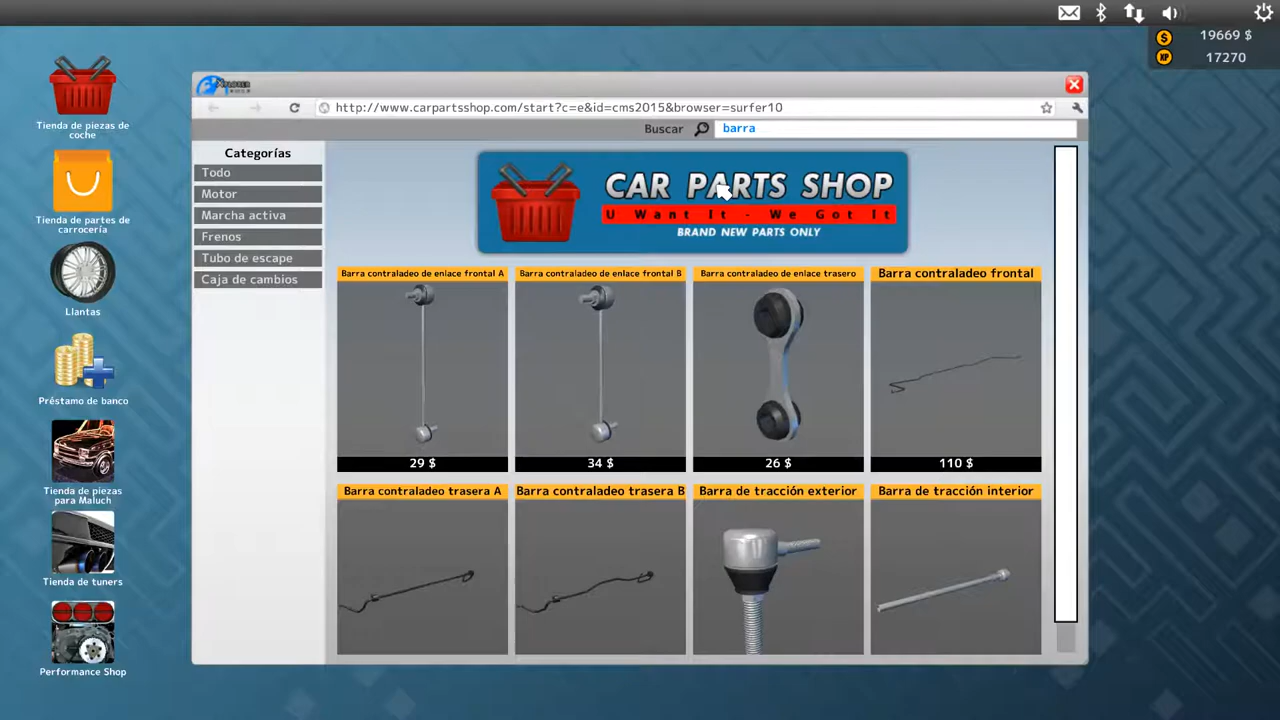 19669 $
17270
Tienda de piezas de
coche
Tienda de partes de
carrocería
Llantas
Préstamo de banco
Tienda de piezas
para Maluch
Tienda de tuners
Performance Shop
http://www.carpartsshop.com/start?c=e&id=cms2015&browser=surfer10
Buscar
barra
Categorías
Todo
Motor
Marcha activa
Frenos
Tubo de escape
Caja de cambios
CAR PARTS SHOP
U Want It - We Got It
BRAND NEW PARTS ONLY
Barra contraladeo de enlace frontal A
Barra contraladeo de enlace frontal B
Barra contraladeo de enlace trasero
Barra contraladeo frontal
29 $
34 $
26 $
110 $
Barra contraladeo trasera A
Barra contraladeo trasera B
Barra de tracción exterior
Barra de tracción interior